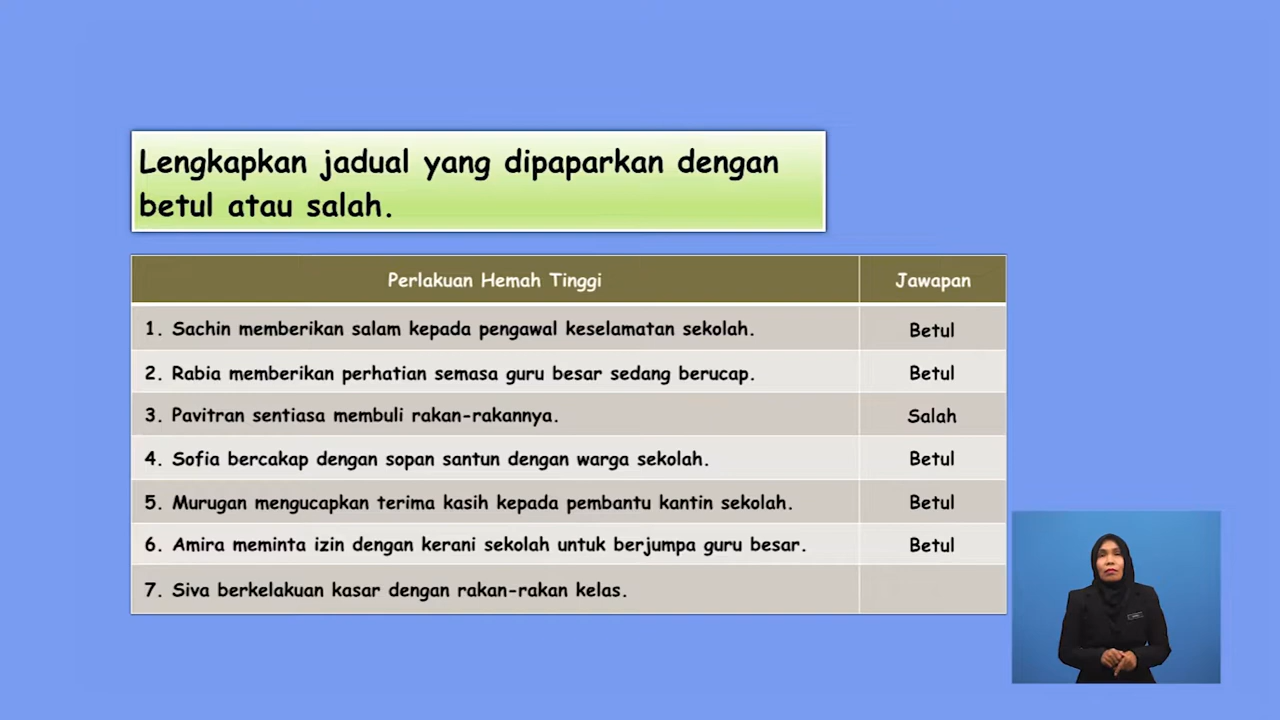 Lengkapkan jadual yang dipaparkan dengan
betul atau salah.
Perlakuan Hemah Tinggi Jawapan
1. Sachin memberikan salam kepada pengawal keselamatan sekolah. Betul
2. Rabia memberikan perhatian semasa guru besar sedang berucap. Betul
3. Pavitran sentiasa membuli rakan-rakannya. Salah
4. Sofia bercakap dengan sopan santun dengan warga sekolah. Betul
5. Murugan mengucapkan terima kasih kepada pembantu kantin sekolah. Betul
6. Amira meminta izin dengan kerani sekolah untuk berjumpa guru besar. Betul
7. Siva berkelakuan kasar dengan rakan-rakan kelas.